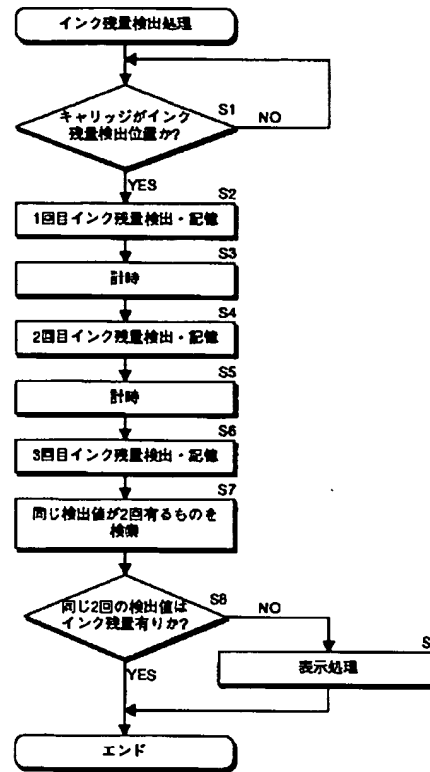 インク残量検出処理
S1
キャリッジがインク
残量検出位置か?
NO
YES
S2
1回目インク残量検出・記憶
S3
計時
S4
2回目インク残量検出・記憶
S5
計時
S6
3回目インク残量検出・記憶
S7
同じ検出値が2回有るものを
検索
S8
同じ2回の検出値は
インク残量有りか?
NO
S
表示処理
YES
エンド